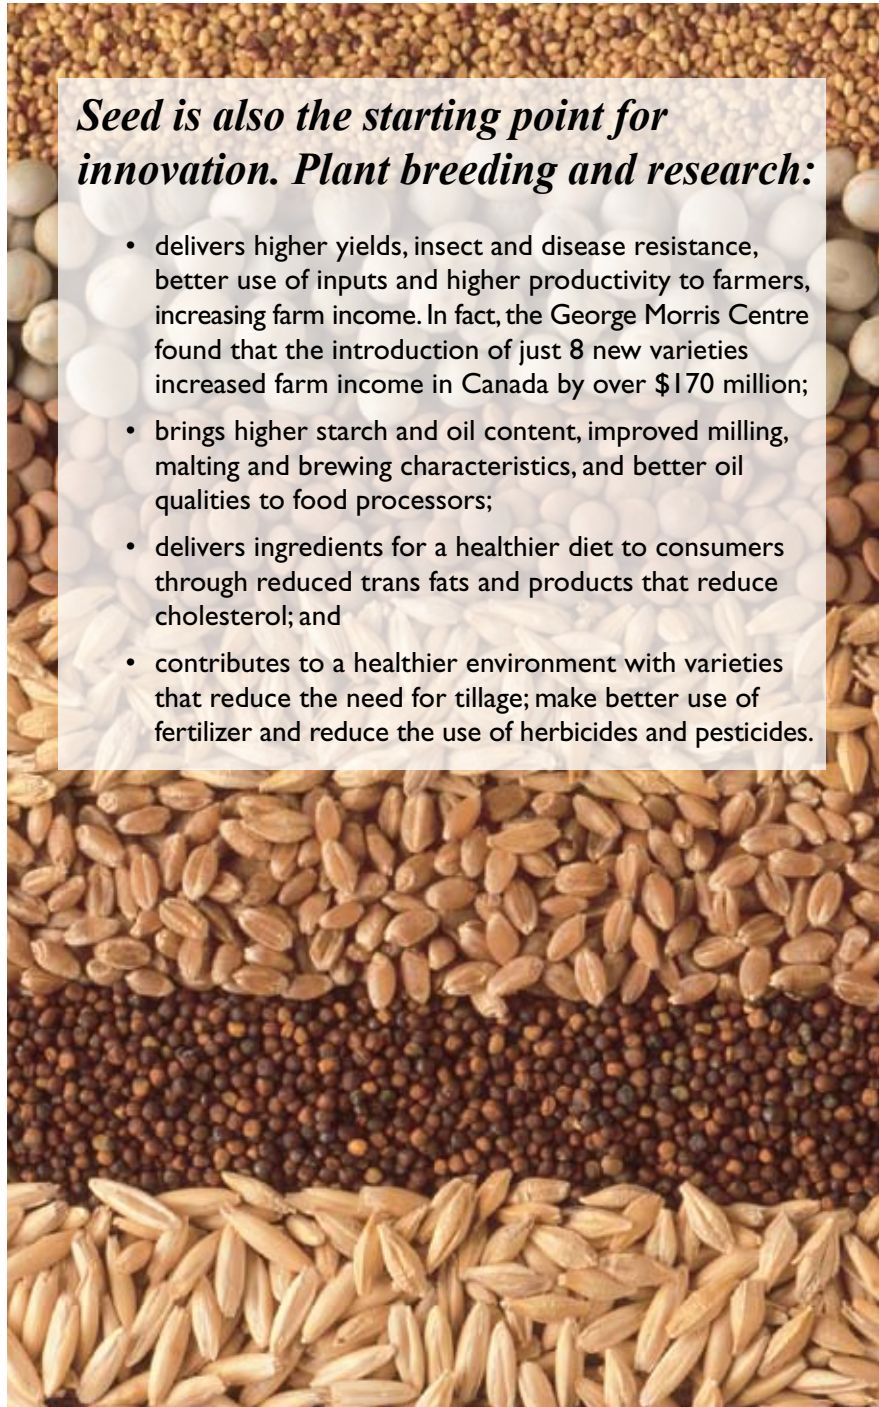 Seed is also the starting point for
innovation. Plant breeding and research:
• delivers higher yields, insect and disease resistance,
better use of inputs and higher productivity to farmers,
increasing farm income. In fact, the George Morris Centre
found that the introduction of just 8 new varieties
increased farm income in Canada by over $170 million;
• brings higher starch and oil content, improved milling,
malting and brewing characteristics, and better oil
qualities to food processors;
• delivers ingredients for a healthier diet to consumers
through reduced trans fats and products that reduce
cholesterol; and
• contributes to a healthier environment with varieties
that reduce the need for tillage; make better use of
fertilizer and reduce the use of herbicides and pesticides.